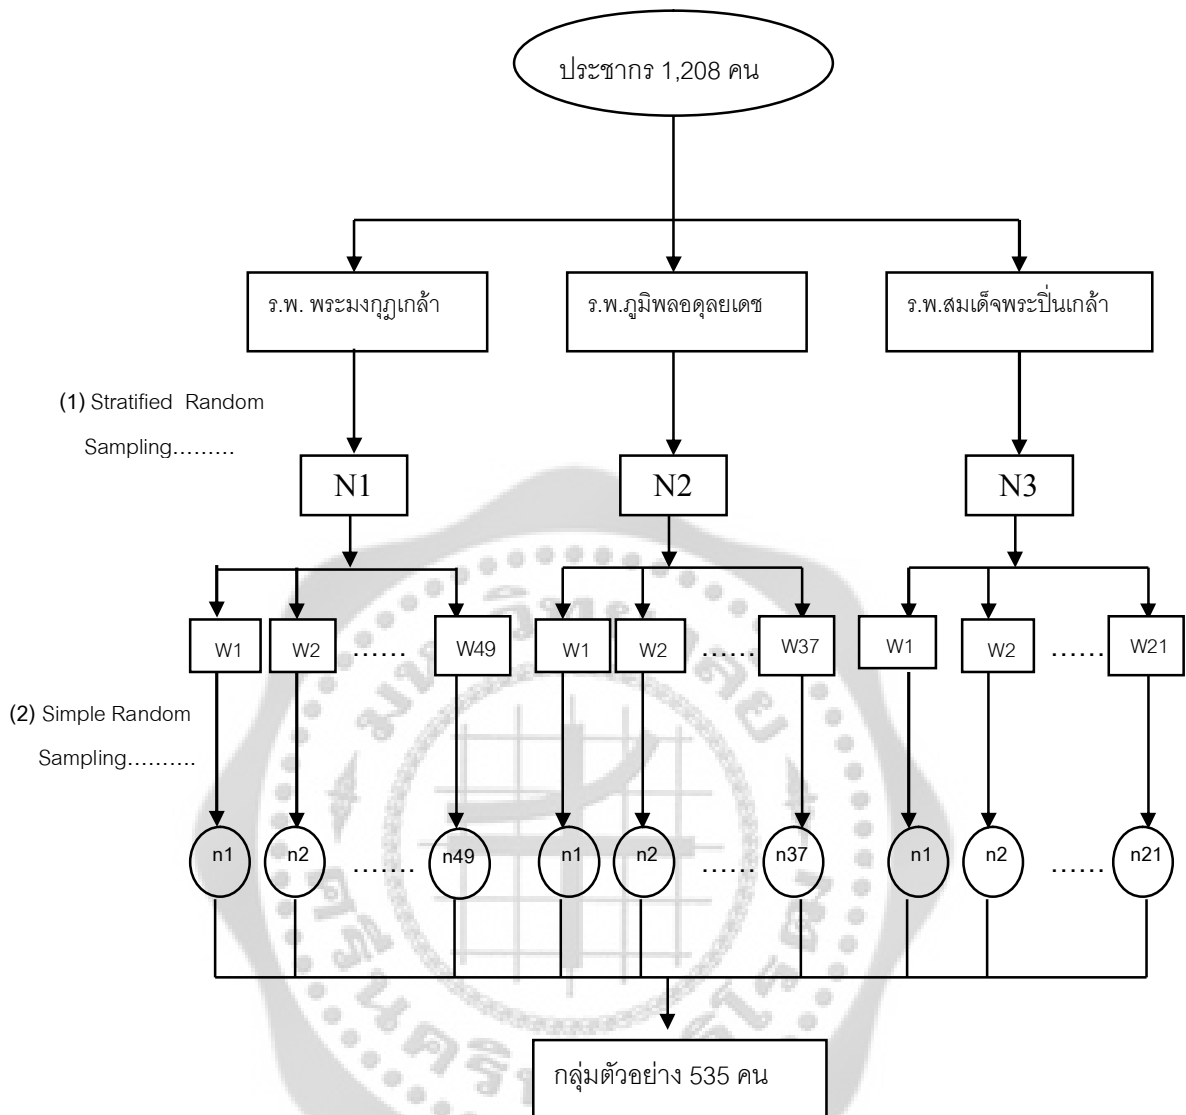 ประชากร 1,208 คน
ร.พ. พระมงกุฎเกล้า
ร.พ.ภูมิพลอดุลยเดช
ร.พ.สมเด็จพระปิ่นเกล้า
(1) Stratified Random
Sampling………
N1
N2
N3
W1
W2
……
W49
W1
W2
……
W37
W1
W2
……
W21
(2) Simple Random
Sampling……….
n1
n2
…….
n49
n1
n2
……
n37
n1
n2
……
n21
กลุ่มตัวอย่าง 535 คน